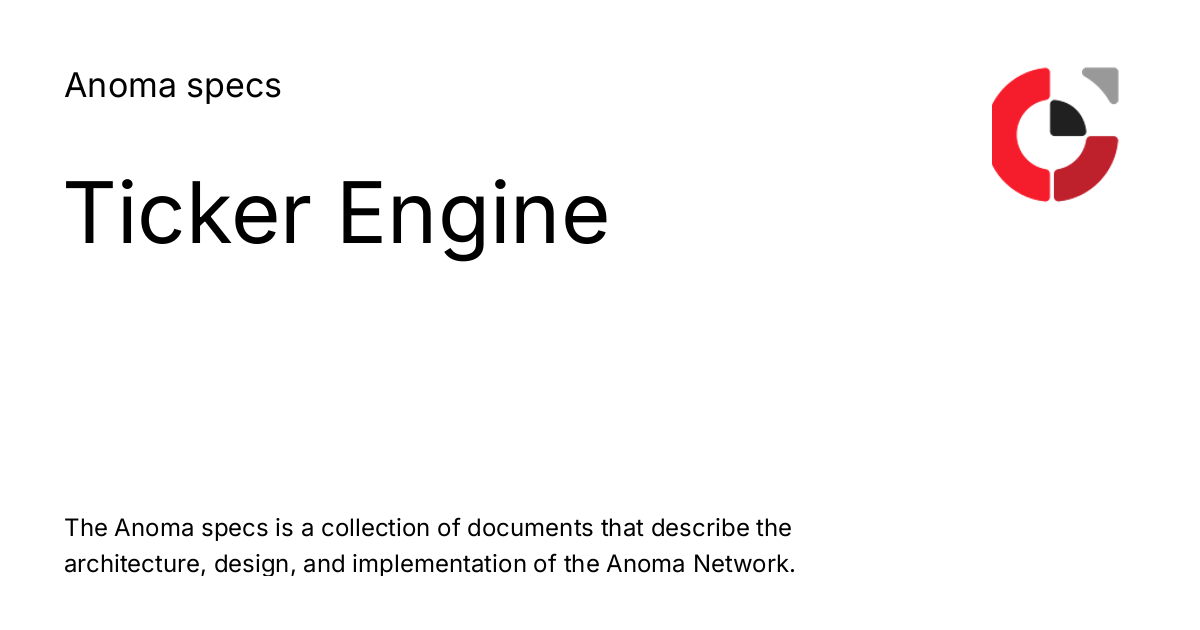 Anoma specs
Ticker Engine
The Anoma specs is a collection of documents that describe the
architecture, design, and implementation of the Anoma Network.